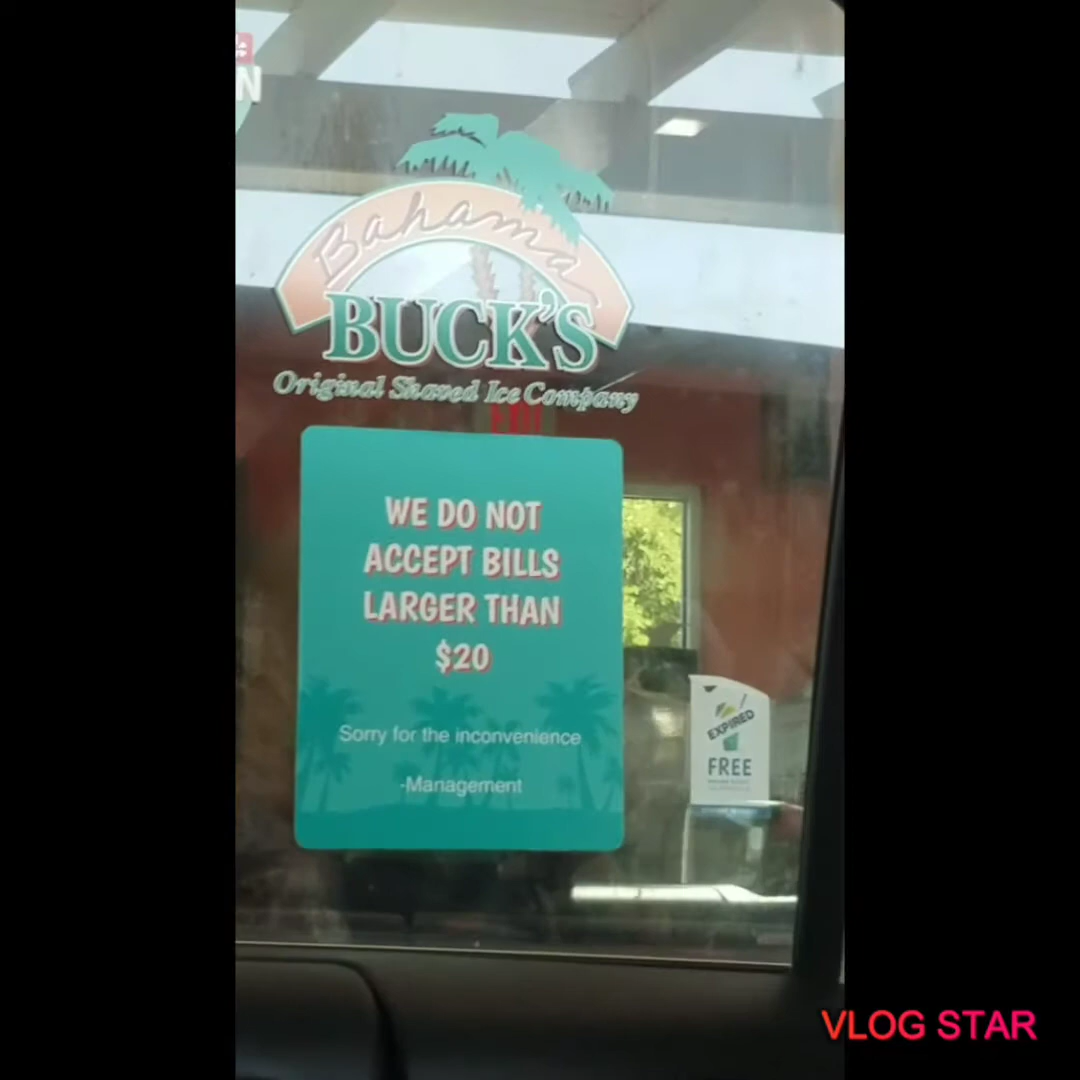 N
Bahama
BUCK'S
Original Shaved Ice Company
WE DO NOT
ACCEPT BILLS
LARGER THAN
$20
Sorry for the inconvenience
-Management
EXPIRED
FREE
VLOG STAR